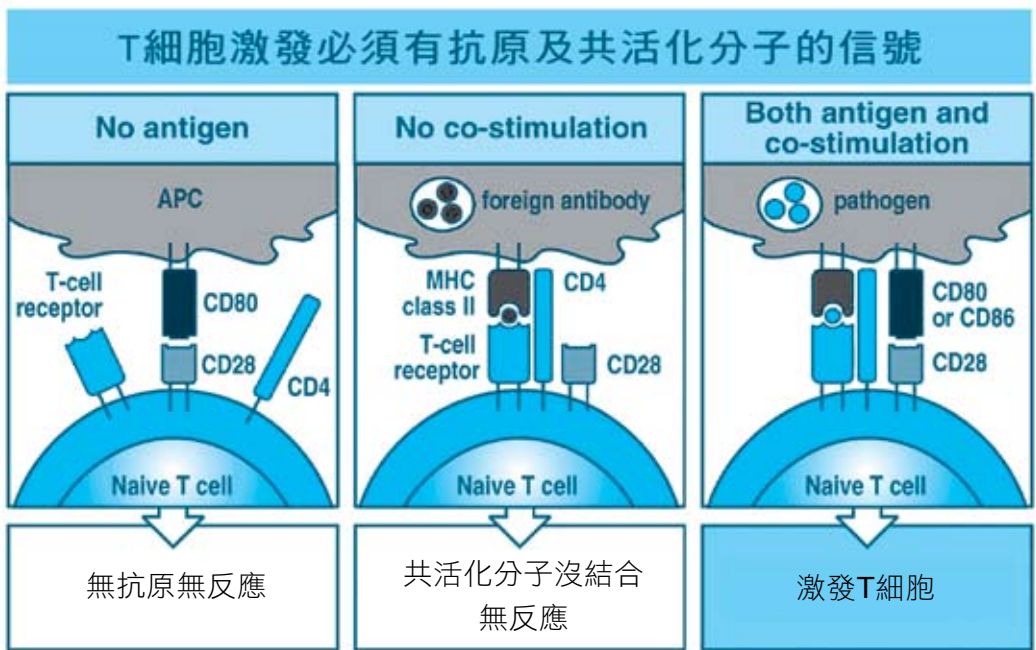 T細胞激發必須有抗原及共活化分子的信號
No antigen
APC
T-cell
receptor
CD80
CD28
CD4
Naive T cell
無抗原無反應
No co-stimulation
foreign antibody
MHC
class II
CD4
T-cell
receptor
CD28
Naive T cell
共活化分子沒結合
無反應
Both antigen and
co-stimulation
pathogen
CD80
or CD86
CD28
Naive T cell
激發T細胞